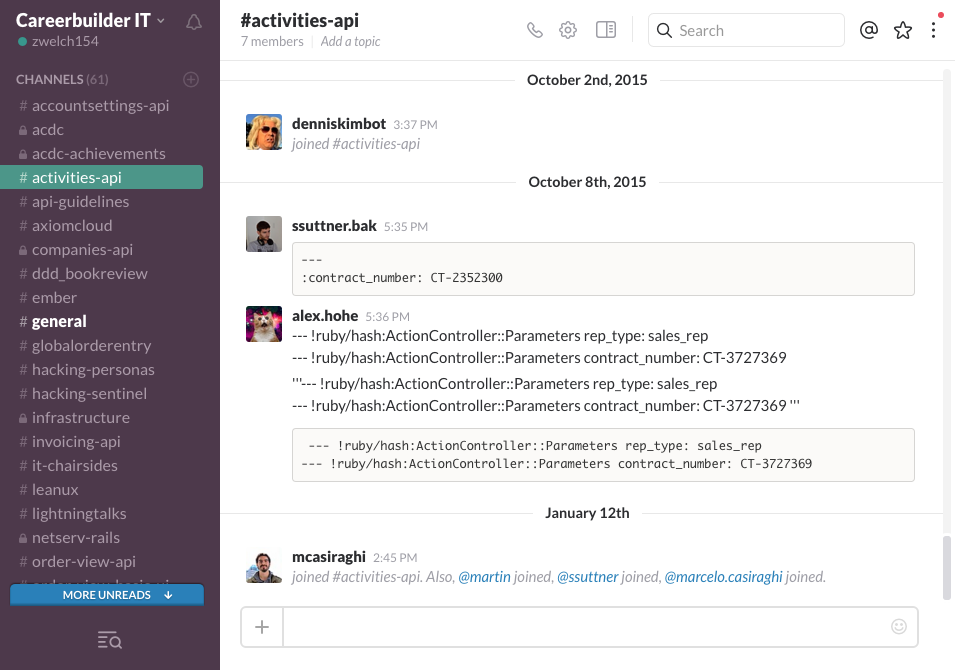 Careerbuilder IT
zwelch154
CHANNELS (61)
# accountsettings-api
acdc
acdc-achievements
# activities-api
# api-guidelines
# axiomcloud
companies-api
# ddd_bookreview
# ember
# general
# globalorderentry
# hacking-personas
# hacking-sentinel
infrastructure
# invoicing-api
# it-chairsides
# leanux
# lightningtalks
netserv-rails
# order-view-api
MORE UNREADS ↓
#activities-api
7 members | Add a topic
Search
October 2nd, 2015
denniskimbot 3:37 PM
joined #activities-api
October 8th, 2015
ssuttner.bak 5:35 PM
---
:contract_number: CT-2352300
alex.hohe 5:36 PM
--- !ruby/hash:ActionController::Parameters rep_type: sales_rep
--- !ruby/hash:ActionController::Parameters contract_number: CT-3727369
'''--- !ruby/hash:ActionController::Parameters rep_type: sales_rep
--- !ruby/hash:ActionController::Parameters contract_number: CT-3727369 '''
--- !ruby/hash:ActionController::Parameters rep_type: sales_rep
--- !ruby/hash:ActionController::Parameters contract_number: CT-3727369
January 12th
mcasiraghi 2:45 PM
joined #activities-api. Also, @martin joined, @ssuttner joined, @marcelo.casiraghi joined.